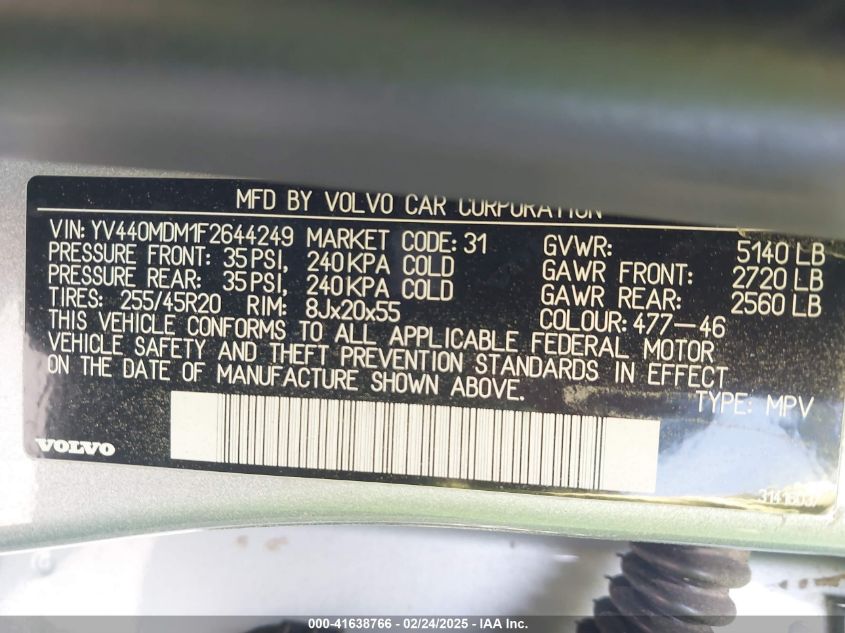 MFD BY VOLVO CAR CORPORATION
VIN: YV440MDM1F2644249 MARKET CODE: 31
PRESSURE FRONT: 35 PSI, 240 KPA COLD
PRESSURE REAR: 35 PSI, 240 KPA COLD
TIRES: 255/45R20 RIM: 8Jx20x55
GVWR: 5140 LB
GAWR FRONT: 2720 LB
GAWR REAR: 2560 LB
COLOUR: 477-46
THIS VEHICLE CONFORMS TO ALL APPLICABLE FEDERAL MOTOR
VEHICLE SAFETY AND THEFT PREVENTION STANDARDS IN EFFECT
ON THE DATE OF MANUFACTURE SHOWN ABOVE.
TYPE: MPV
VOLVO
000-41638766 - 02/24/2025 - IAA Inc.